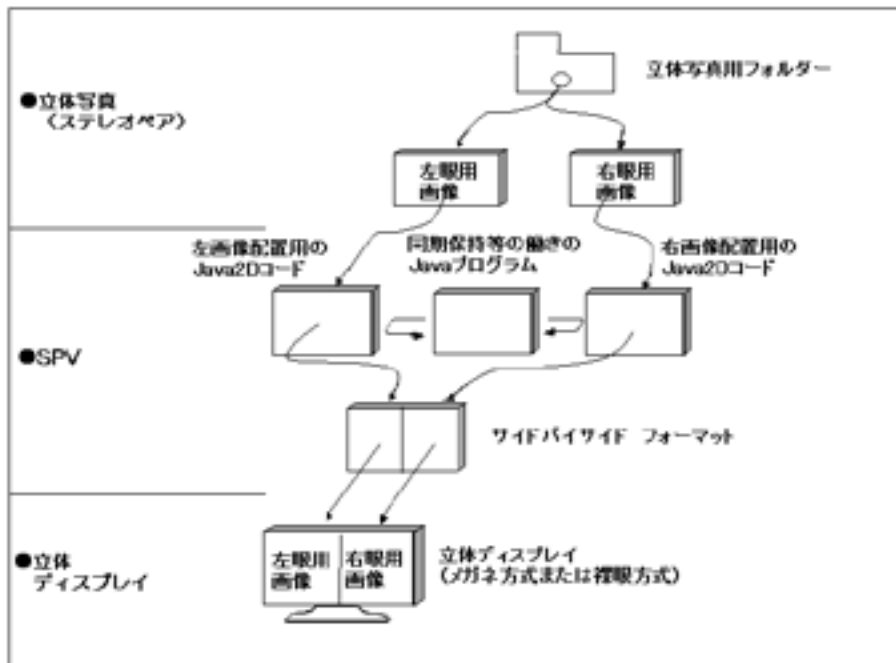 立体写真用フォルダー
●立体写真
（ステレオペア）
左眼用
画像
右眼用
画像
左画像配置用の
Java2Dコード
同期保持等の働きの
Javaプログラム
右画像配置用の
Java2Dコード
●SPV
サイドバイサイド フォーマット
●立体
ディスプレイ
左眼用
画像
右眼用
画像
立体ディスプレイ
（メガネ方式または裸眼方式）